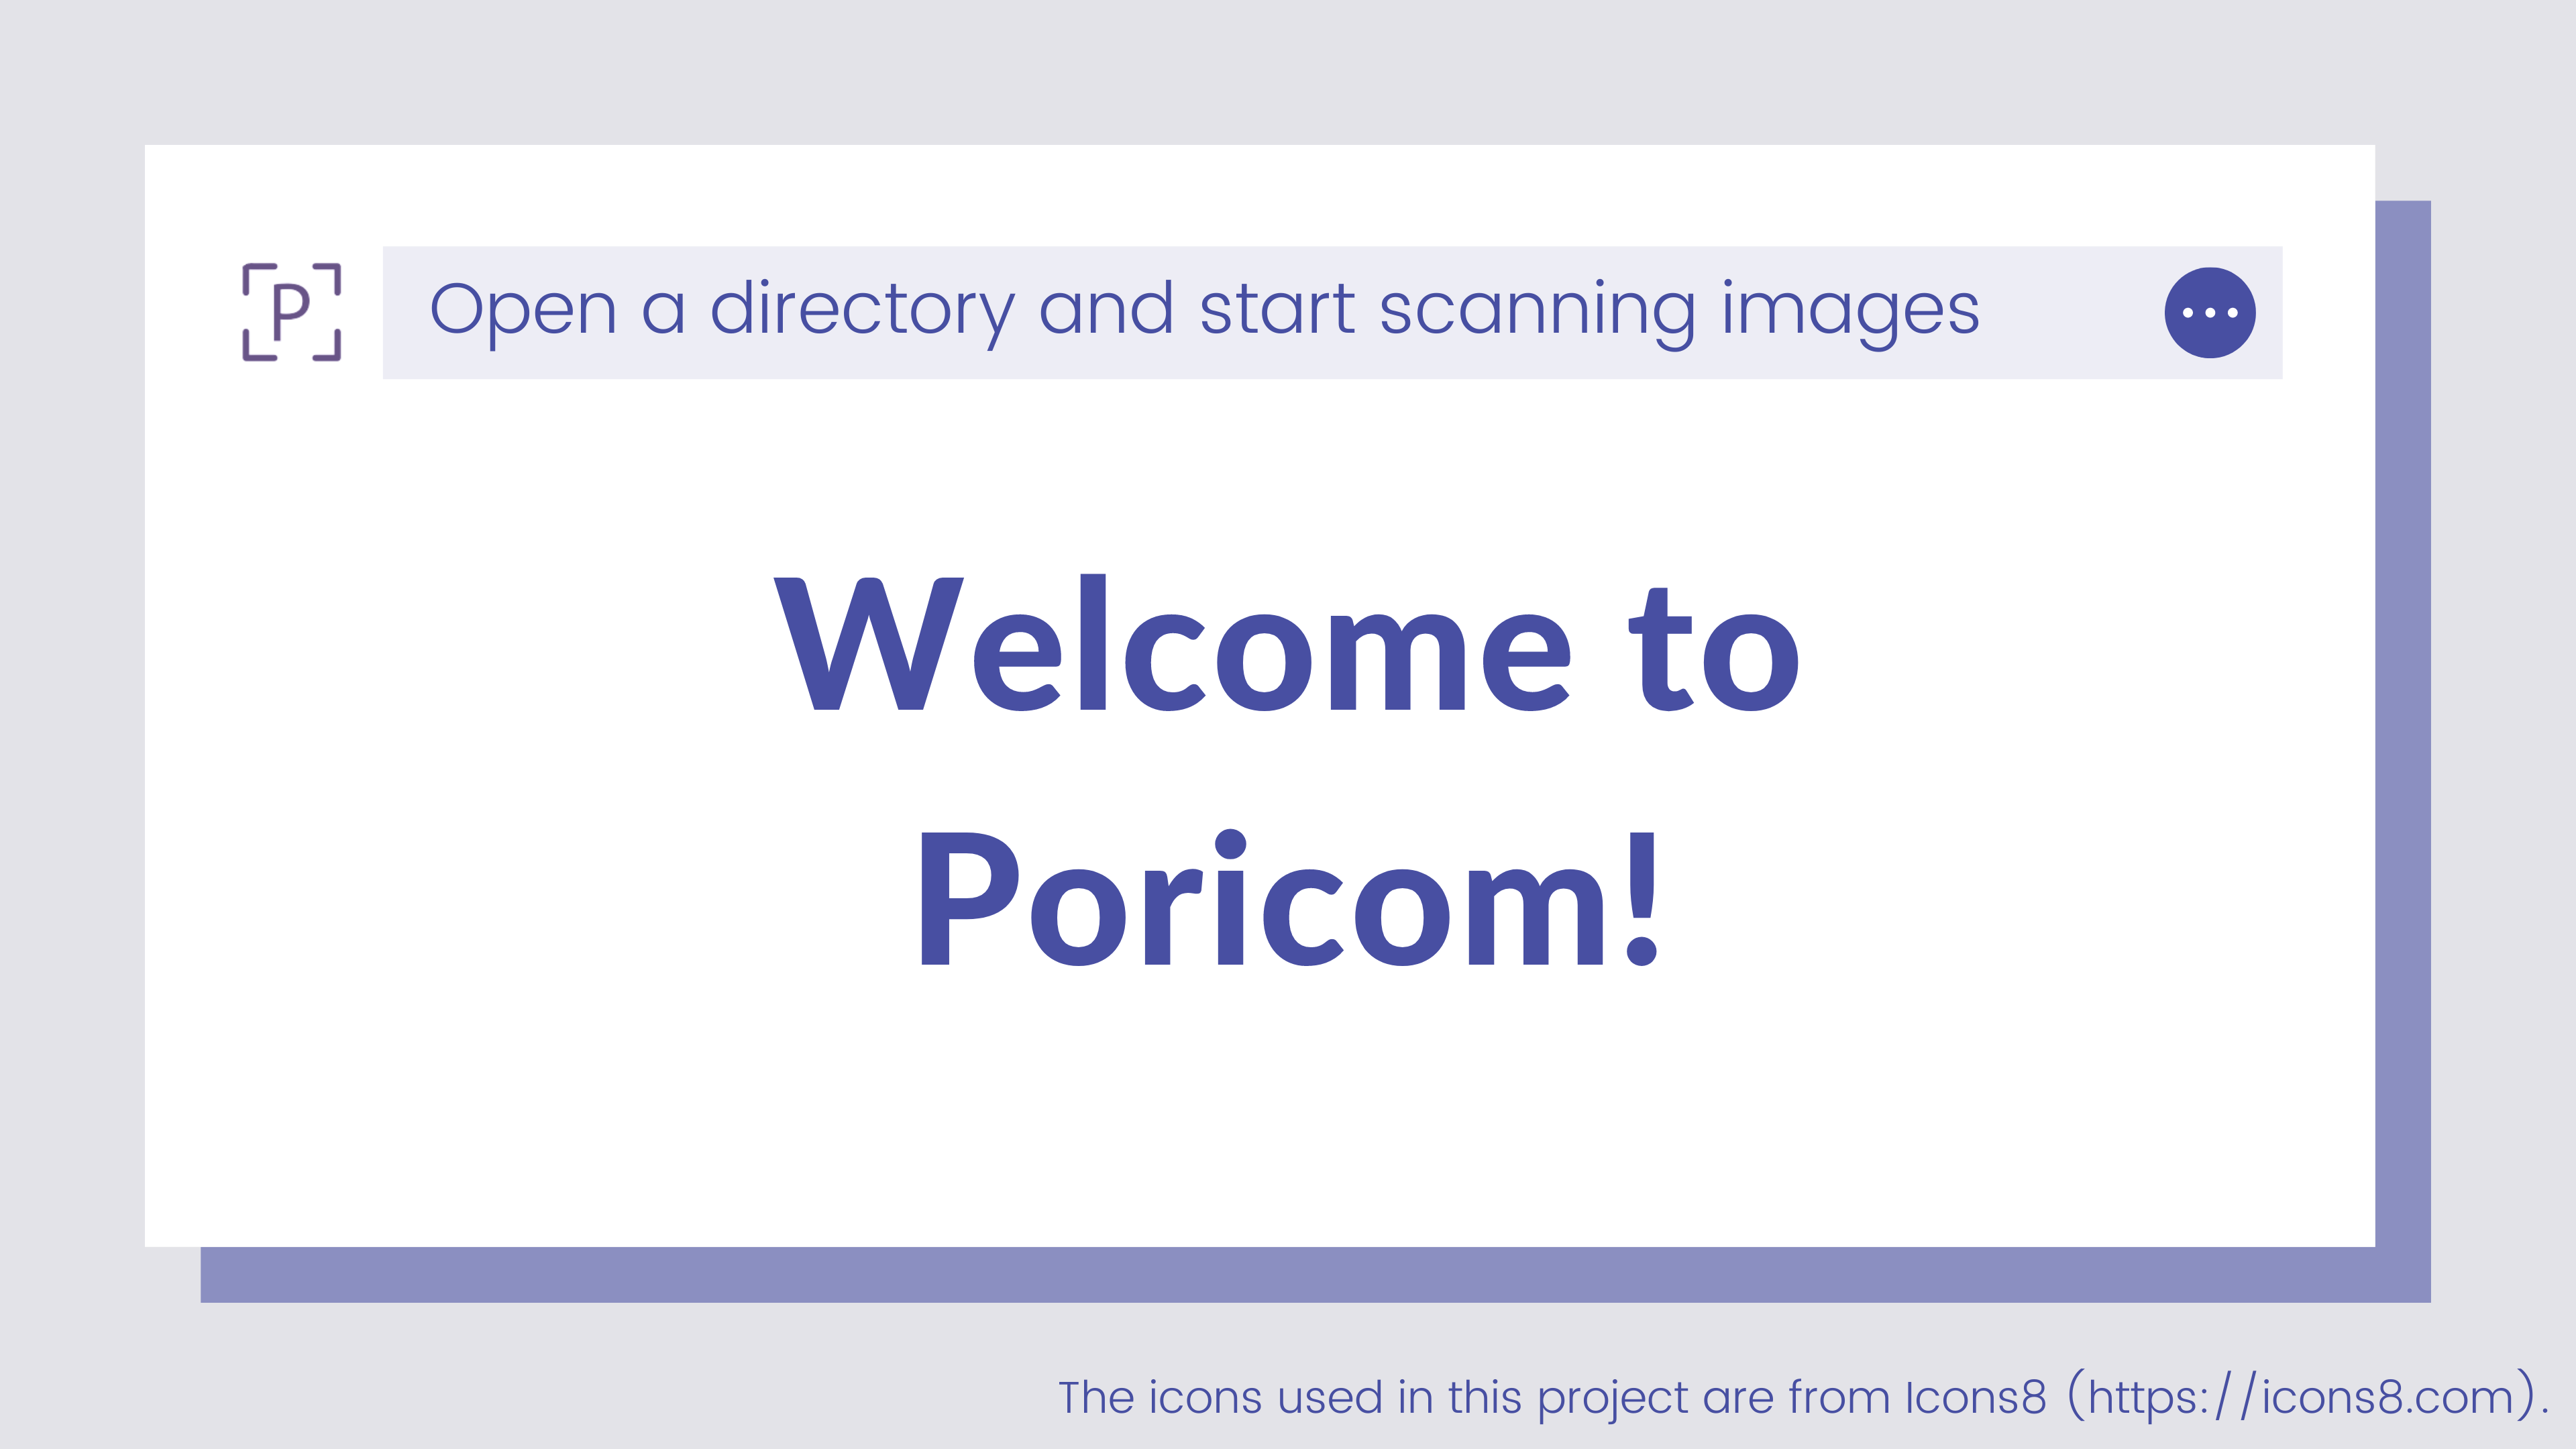 P
Open a directory and start scanning images
Welcome to
Poricom!
The icons used in this project are from Icons8 (https://icons8.com).